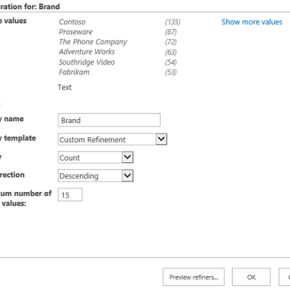 ration for: Brand
e values Contoso (135) Show more values
Proseware (87)
The Phone Company (72)
Adventure Works (63)
Southridge Video (54)
Fabrikam (53)
Text
:
y name Brand
y template Custom Refinement
y Count
rection Descending
um number of 15
values:
Preview refiners... OK C